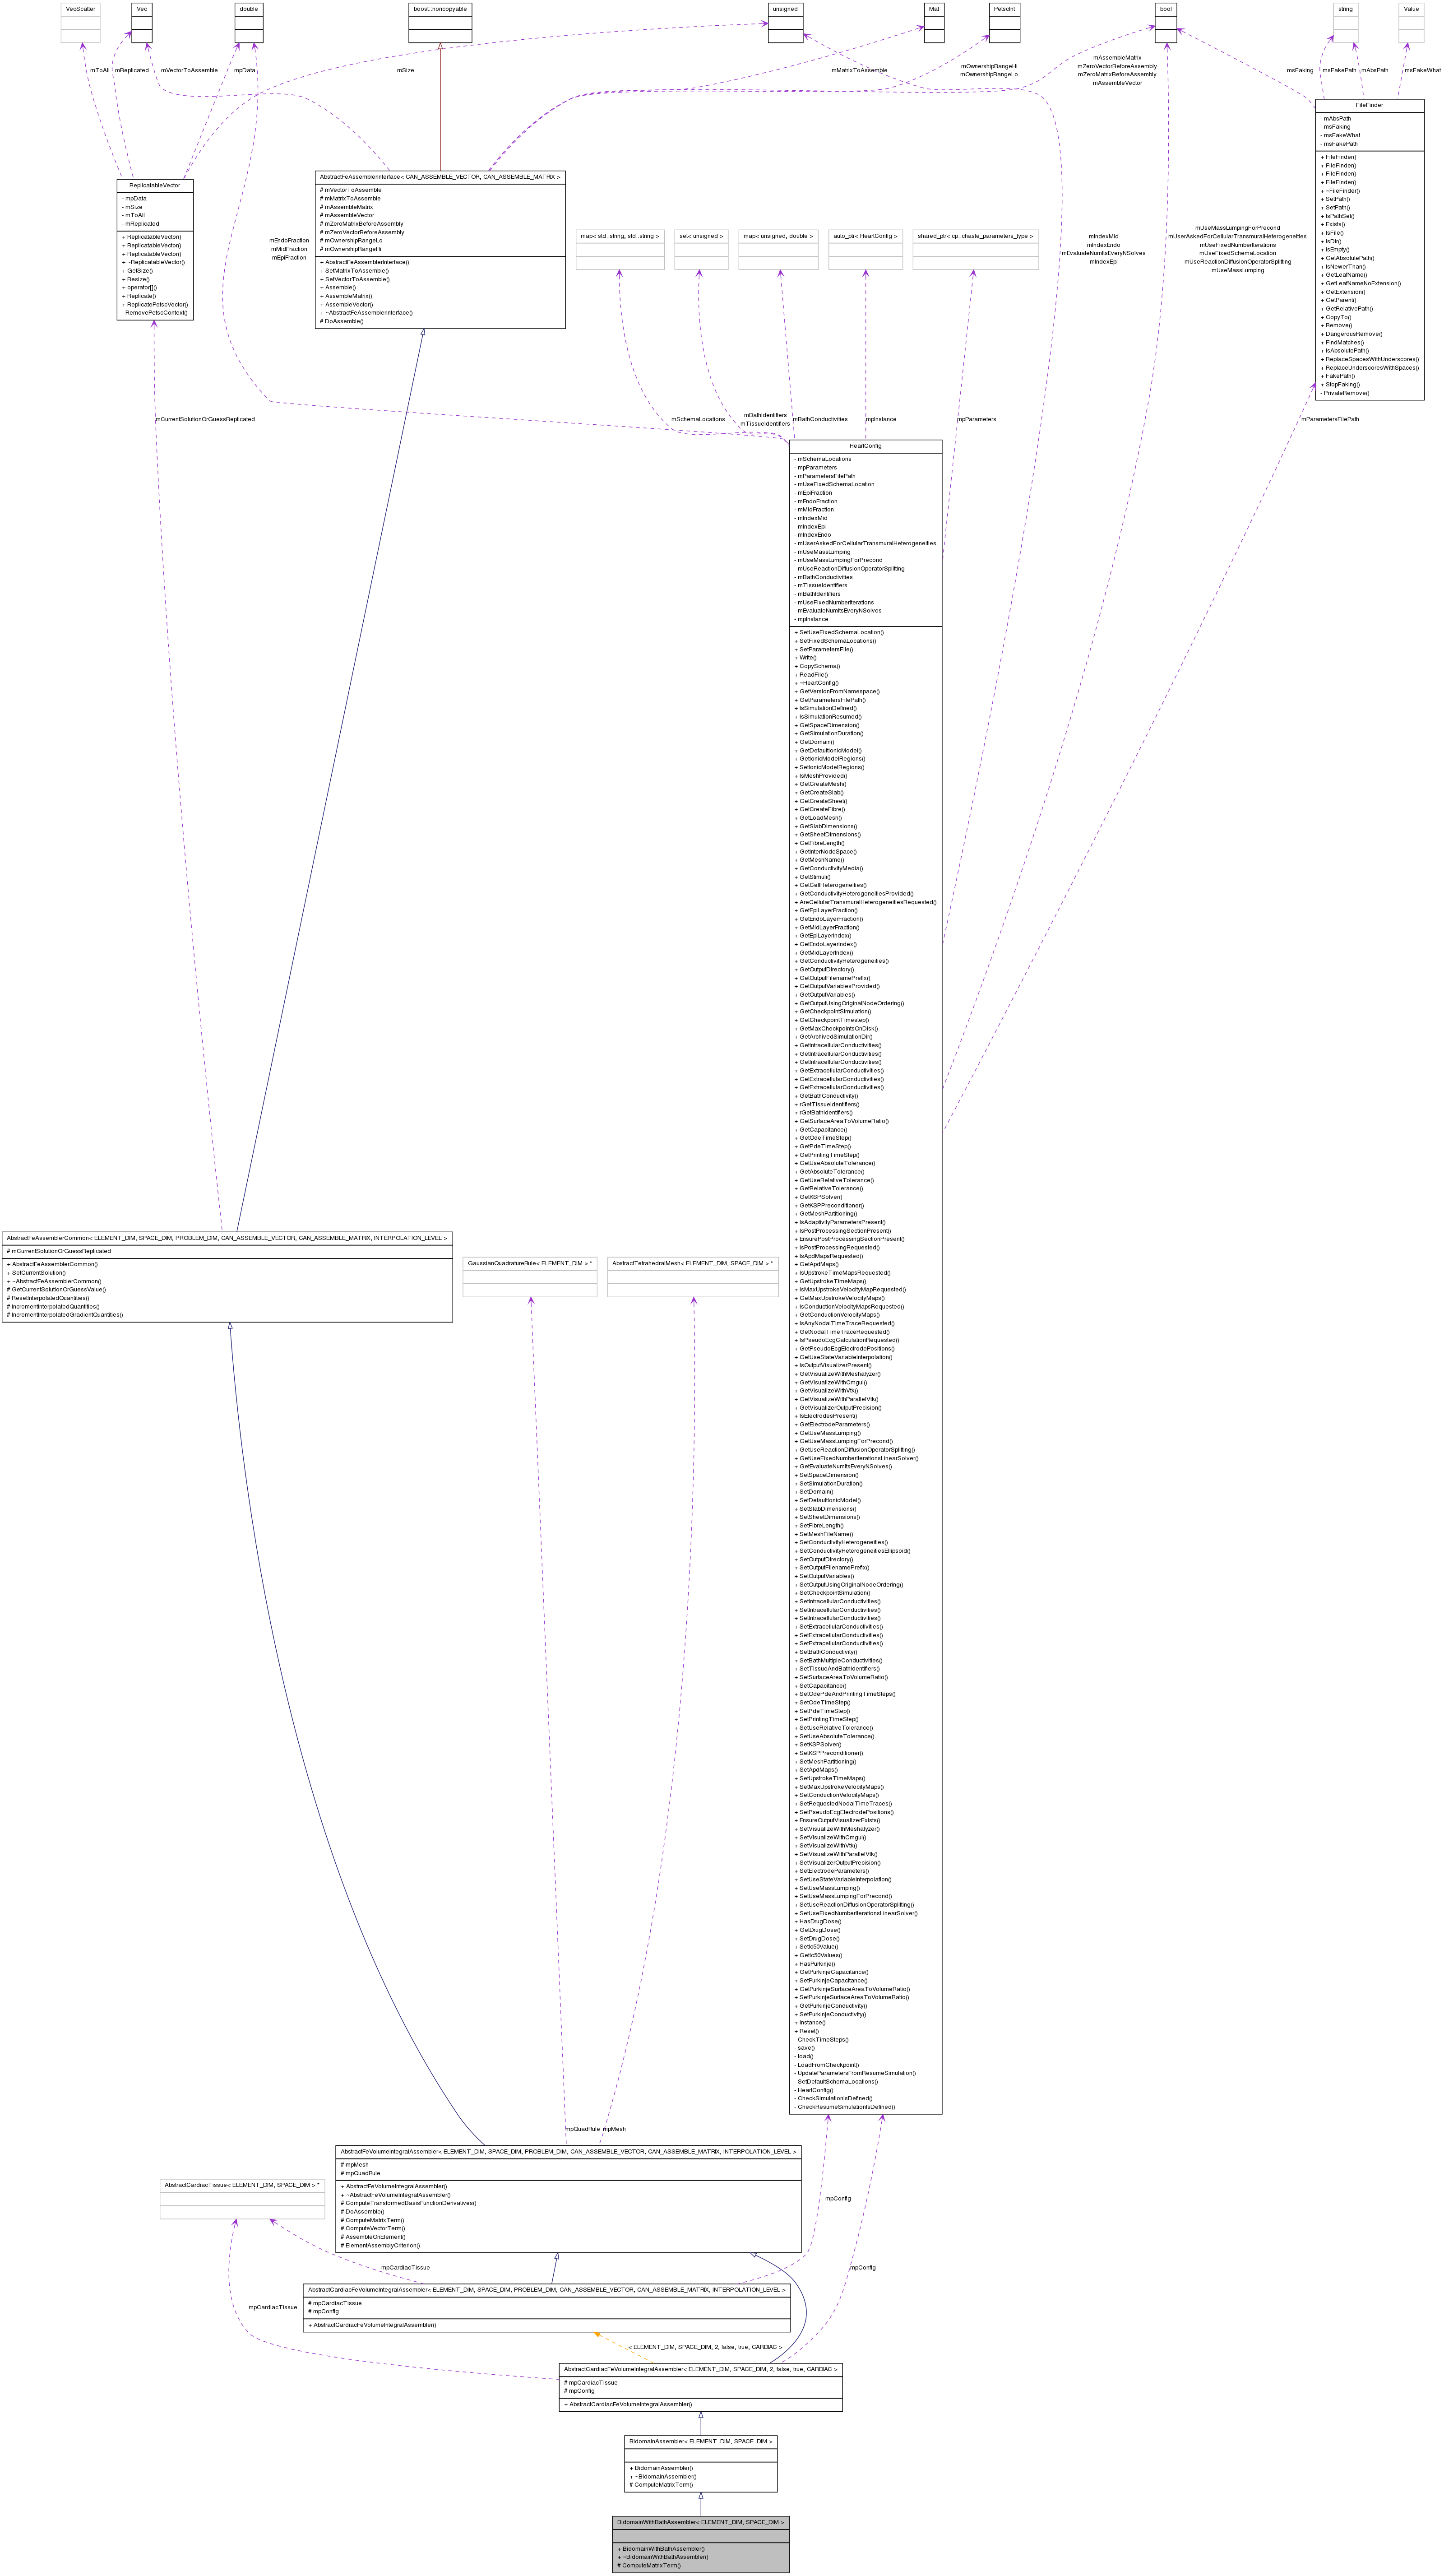 VecScatter
Vec
double
boost::noncopyable
unsigned
Mat
PetscInt
bool
string
Value
mToAll
mReplicated
mVectorToAssemble
mpData
mSize
mMatrixToAssemble
mOwnershipRangeHi
mOwnershipRangeLo
mAssembleMatrix
mZeroVectorBeforeAssembly
mZeroMatrixBeforeAssembly
mAssembleVector
msFaking
msFakePath
mAbsPath
msFakeWhat
FileFinder
- mAbsPath
- msFaking
- msFakeWhat
- msFakePath
+ FileFinder()
+ FileFinder()
+ FileFinder()
+ FileFinder()
+ ~FileFinder()
+ SetPath()
+ SetPath()
+ IsPathSet()
+ Exists()
+ IsFile()
+ IsDir()
+ IsEmpty()
+ GetAbsolutePath()
+ IsNewerThan()
+ GetLeafName()
+ GetLeafNameNoExtension()
+ GetExtension()
+ GetParent()
+ GetRelativePath()
+ CopyTo()
+ Remove()
+ DangerousRemove()
+ FindMatches()
+ IsAbsolutePath()
+ ReplaceSpacesWithUnderscores()
+ ReplaceUnderscoresWithSpaces()
+ FakePath()
+ StopFaking()
- PrivateRemove()
ReplicatableVector
- mpData
- mSize
- mToAll
- mReplicated
+ ReplicatableVector()
+ ReplicatableVector()
+ ReplicatableVector()
+ ~ReplicatableVector()
+ GetSize()
+ Resize()
+ operator[]()
+ Replicate()
+ ReplicatePetscVector()
- RemovePetscContext()
AbstractFeAssemblerInterface< CAN_ASSEMBLE_VECTOR, CAN_ASSEMBLE_MATRIX >
# mVectorToAssemble
# mMatrixToAssemble
# mAssembleMatrix
# mAssembleVector
# mZeroMatrixBeforeAssembly
# mZeroVectorBeforeAssembly
# mOwnershipRangeLo
# mOwnershipRangeHi
+ AbstractFeAssemblerInterface()
+ SetMatrixToAssemble()
+ SetVectorToAssemble()
+ Assemble()
+ AssembleMatrix()
+ AssembleVector()
+ ~AbstractFeAssemblerInterface()
# DoAssemble()
mEndoFraction
mMidFraction
mEpiFraction
map< std::string, std::string >
set< unsigned >
map< unsigned, double >
auto_ptr< HeartConfig >
shared_ptr< cp::chaste_parameters_type >
mIndexMid
mIndexEndo
mEvaluateNumItsEveryNSolves
mIndexEpi
mUseMassLumpingForPrecond
mUserAskedForCellularTransmuralHeterogeneities
mUseFixedNumberIterations
mUseFixedSchemaLocation
mUseReactionDiffusionOperatorSplitting
mUseMassLumping
mCurrentSolutionOrGuessReplicated
mSchemaLocations
mBathIdentifiers
mTissueIdentifiers
mBathConductivities
mpInstance
mpParameters
mParametersFilePath
HeartConfig
- mSchemaLocations
- mpParameters
- mParametersFilePath
- mUseFixedSchemaLocation
- mEpiFraction
- mEndoFraction
- mMidFraction
- mIndexMid
- mIndexEpi
- mIndexEndo
- mUserAskedForCellularTransmuralHeterogeneities
- mUseMassLumping
- mUseMassLumpingForPrecond
- mUseReactionDiffusionOperatorSplitting
- mBathConductivities
- mTissueIdentifiers
- mBathIdentifiers
- mUseFixedNumberIterations
- mEvaluateNumItsEveryNSolves
- mpInstance
+ SetUseFixedSchemaLocation()
+ SetFixedSchemaLocations()
+ SetParametersFile()
+ Write()
+ CopySchema()
+ ReadFile()
+ ~HeartConfig()
+ GetVersionFromNamespace()
+ GetParametersFilePath()
+ IsSimulationDefined()
+ IsSimulationResumed()
+ GetSpaceDimension()
+ GetSimulationDuration()
+ GetDomain()
+ GetDefaultIonicModel()
+ GetIonicModelRegions()
+ SetIonicModelRegions()
+ IsMeshProvided()
+ GetCreateMesh()
+ GetCreateSlab()
+ GetCreateSheet()
+ GetCreateFibre()
+ GetLoadMesh()
+ GetSlabDimensions()
+ GetSheetDimensions()
+ GetFibreLength()
+ GetInterNodeSpace()
+ GetMeshName()
+ GetConductivityMedia()
+ GetStimuli()
+ GetCellHeterogeneities()
+ GetConductivityHeterogeneitiesProvided()
+ AreCellularTransmuralHeterogeneitiesRequested()
+ GetEpiLayerFraction()
+ GetEndoLayerFraction()
+ GetMidLayerFraction()
+ GetEpiLayerIndex()
+ GetEndoLayerIndex()
+ GetMidLayerIndex()
+ GetConductivityHeterogeneities()
+ GetOutputDirectory()
+ GetOutputFilenamePrefix()
+ GetOutputVariablesProvided()
+ GetOutputVariables()
+ GetOutputUsingOriginalNodeOrdering()
+ GetCheckpointSimulation()
+ GetCheckpointTimestep()
+ GetMaxCheckpointsOnDisk()
+ GetArchivedSimulationDir()
+ GetIntracellularConductivities()
+ GetIntracellularConductivities()
+ GetIntracellularConductivities()
+ GetExtracellularConductivities()
+ GetExtracellularConductivities()
+ GetExtracellularConductivities()
+ GetBathConductivity()
+ rGetTissueIdentifiers()
+ rGetBathIdentifiers()
+ GetSurfaceAreaToVolumeRatio()
+ GetCapacitance()
+ GetOdeTimeStep()
+ GetPdeTimeStep()
+ GetPrintingTimeStep()
+ GetUseAbsoluteTolerance()
+ GetAbsoluteTolerance()
+ GetUseRelativeTolerance()
+ GetRelativeTolerance()
+ GetKSPSolver()
+ GetKSPPreconditioner()
+ GetMeshPartitioning()
+ IsAdaptivityParametersPresent()
+ IsPostProcessingSectionPresent()
+ EnsurePostProcessingSectionPresent()
+ IsPostProcessingRequested()
+ IsApdMapsRequested()
+ GetApdMaps()
+ IsUpstrokeTimeMapsRequested()
+ GetUpstrokeTimeMaps()
+ IsMaxUpstrokeVelocityMapRequested()
+ GetMaxUpstrokeVelocityMaps()
+ IsConductionVelocityMapsRequested()
+ GetConductionVelocityMaps()
+ IsAnyNodalTimeTraceRequested()
+ GetNodalTimeTraceRequested()
+ IsPseudoEcgCalculationRequested()
+ GetPseudoEcgElectrodePositions()
+ GetUseStateVariableInterpolation()
+ IsOutputVisualizerPresent()
+ GetVisualizeWithMeshalyzer()
+ GetVisualizeWithCmgui()
+ GetVisualizeWithVtk()
+ GetVisualizeWithParallelVtk()
+ GetVisualizerOutputPrecision()
+ IsElectrodesPresent()
+ GetElectrodeParameters()
+ GetUseMassLumping()
+ GetUseMassLumpingForPrecond()
+ GetUseReactionDiffusionOperatorSplitting()
+ GetUseFixedNumberIterationsLinearSolver()
+ GetEvaluateNumItsEveryNSolves()
+ SetSpaceDimension()
+ SetSimulationDuration()
+ SetDomain()
+ SetDefaultIonicModel()
+ SetSlabDimensions()
+ SetSheetDimensions()
+ SetFibreLength()
+ SetMeshFileName()
+ SetConductivityHeterogeneities()
+ SetConductivityHeterogeneitiesEllipsoid()
+ SetOutputDirectory()
+ SetOutputFilenamePrefix()
+ SetOutputVariables()
+ SetOutputUsingOriginalNodeOrdering()
+ SetCheckpointSimulation()
+ SetIntracellularConductivities()
+ SetIntracellularConductivities()
+ SetIntracellularConductivities()
+ SetExtracellularConductivities()
+ SetExtracellularConductivities()
+ SetExtracellularConductivities()
+ SetBathConductivity()
+ SetBathMultipleConductivities()
+ SetTissueAndBathIdentifiers()
+ SetSurfaceAreaToVolumeRatio()
+ SetCapacitance()
+ SetOdePdeAndPrintingTimeSteps()
+ SetOdeTimeStep()
+ SetPdeTimeStep()
+ SetPrintingTimeStep()
+ SetUseRelativeTolerance()
+ SetUseAbsoluteTolerance()
+ SetKSPSolver()
+ SetKSPPreconditioner()
+ SetMeshPartitioning()
+ SetApdMaps()
+ SetUpstrokeTimeMaps()
+ SetMaxUpstrokeVelocityMaps()
+ SetConductionVelocityMaps()
+ SetRequestedNodalTimeTraces()
+ SetPseudoEcgElectrodePositions()
+ EnsureOutputVisualizerExists()
+ SetVisualizeWithMeshalyzer()
+ SetVisualizeWithCmgui()
+ SetVisualizeWithVtk()
+ SetVisualizeWithParallelVtk()
+ SetVisualizerOutputPrecision()
+ SetElectrodeParameters()
+ SetUseStateVariableInterpolation()
+ SetUseMassLumping()
+ SetUseMassLumpingForPrecond()
+ SetUseReactionDiffusionOperatorSplitting()
+ SetUseFixedNumberIterationsLinearSolver()
+ HasDrugDose()
+ GetDrugDose()
+ SetDrugDose()
+ SetIc50Value()
+ GetIc50Values()
+ HasPurkinje()
+ GetPurkinjeCapacitance()
+ SetPurkinjeCapacitance()
+ GetPurkinjeSurfaceAreaToVolumeRatio()
+ SetPurkinjeSurfaceAreaToVolumeRatio()
+ GetPurkinjeConductivity()
+ SetPurkinjeConductivity()
+ Instance()
+ Reset()
- CheckTimeSteps()
- save()
- load()
- LoadFromCheckpoint()
- UpdateParametersFromResumeSimulation()
- SetDefaultSchemaLocations()
- HeartConfig()
- CheckSimulationIsDefined()
- CheckResumeSimulationIsDefined()
AbstractFeAssemblerCommon< ELEMENT_DIM, SPACE_DIM, PROBLEM_DIM, CAN_ASSEMBLE_VECTOR, CAN_ASSEMBLE_MATRIX, INTERPOLATION_LEVEL >
# mCurrentSolutionOrGuessReplicated
+ AbstractFeAssemblerCommon()
+ SetCurrentSolution()
+ ~AbstractFeAssemblerCommon()
# GetCurrentSolutionOrGuessValue()
# ResetInterpolatedQuantities()
# IncrementInterpolatedQuantities()
# IncrementInterpolatedGradientQuantities()
GaussianQuadratureRule< ELEMENT_DIM > *
AbstractTetrahedralMesh< ELEMENT_DIM, SPACE_DIM > *
mpQuadRule
mpMesh
AbstractFeVolumeIntegralAssembler< ELEMENT_DIM, SPACE_DIM, PROBLEM_DIM, CAN_ASSEMBLE_VECTOR, CAN_ASSEMBLE_MATRIX, INTERPOLATION_LEVEL >
# mpMesh
# mpQuadRule
+ AbstractFeVolumeIntegralAssembler()
+ ~AbstractFeVolumeIntegralAssembler()
# ComputeTransformedBasisFunctionDerivatives()
# DoAssemble()
# ComputeMatrixTerm()
# ComputeVectorTerm()
# AssembleOnElement()
# ElementAssemblyCriterion()
AbstractCardiacTissue< ELEMENT_DIM, SPACE_DIM > *
mpConfig
mpCardiacTissue
mpConfig
AbstractCardiacFeVolumeIntegralAssembler< ELEMENT_DIM, SPACE_DIM, PROBLEM_DIM, CAN_ASSEMBLE_VECTOR, CAN_ASSEMBLE_MATRIX, INTERPOLATION_LEVEL >
# mpCardiacTissue
# mpConfig
+ AbstractCardiacFeVolumeIntegralAssembler()
mpCardiacTissue
< ELEMENT_DIM, SPACE_DIM, 2, false, true, CARDIAC >
AbstractCardiacFeVolumeIntegralAssembler< ELEMENT_DIM, SPACE_DIM, 2, false, true, CARDIAC >
# mpCardiacTissue
# mpConfig
+ AbstractCardiacFeVolumeIntegralAssembler()
BidomainAssembler< ELEMENT_DIM, SPACE_DIM >
+ BidomainAssembler()
+ ~BidomainAssembler()
# ComputeMatrixTerm()
BidomainWithBathAssembler< ELEMENT_DIM, SPACE_DIM >
+ BidomainWithBathAssembler()
+ ~BidomainWithBathAssembler()
# ComputeMatrixTerm()